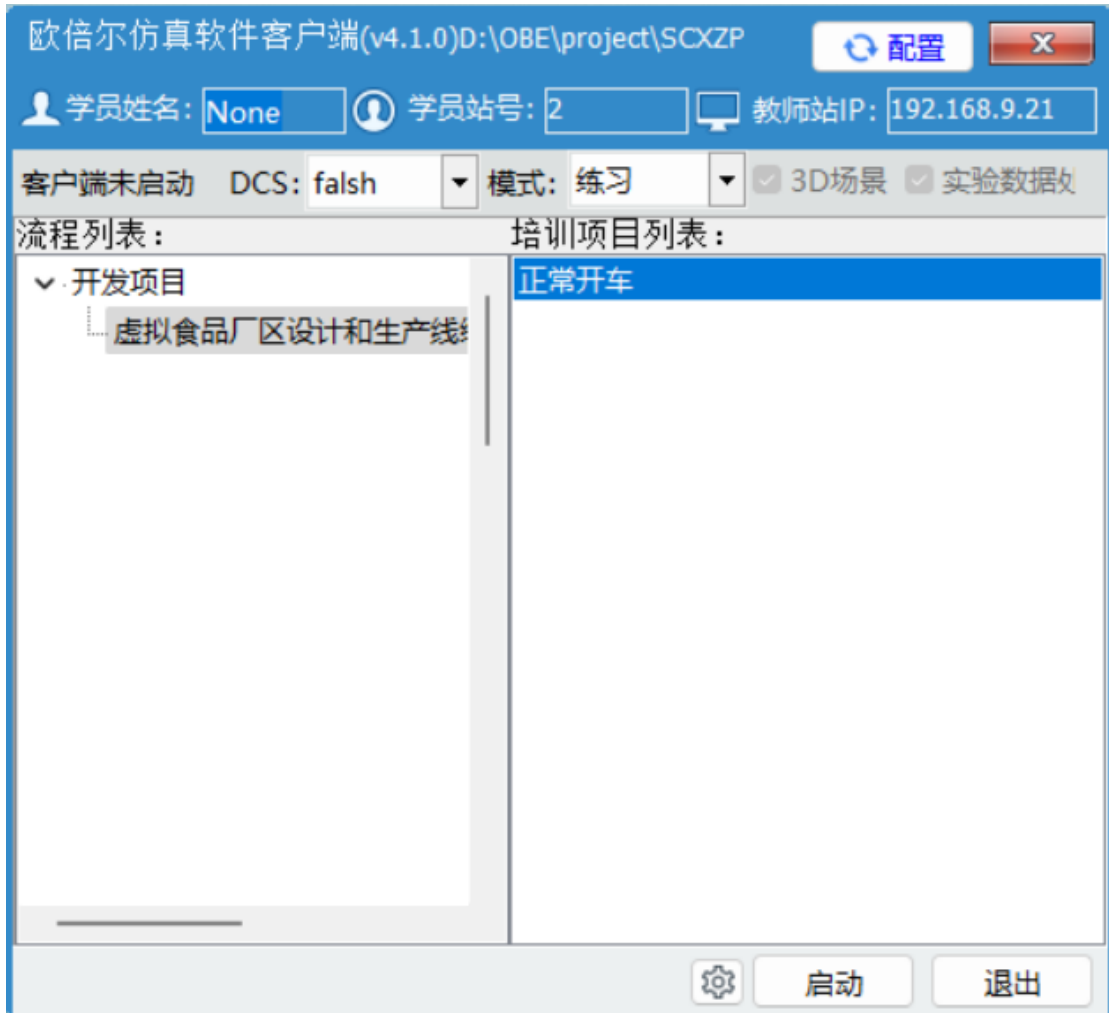 欧倍尔仿真软件客户端(v4.1.0)D:\OBE\project\SCXZP 配置 x
学员姓名: None 学员站号: 2 教师站IP: 192.168.9.21
客户端未启动 DCS: falsh 模式: 练习 3D场景 实验数据处
流程列表: 培训项目列表:
开发项目 正常开车
虚拟食品厂区设计和生产线
启动 退出